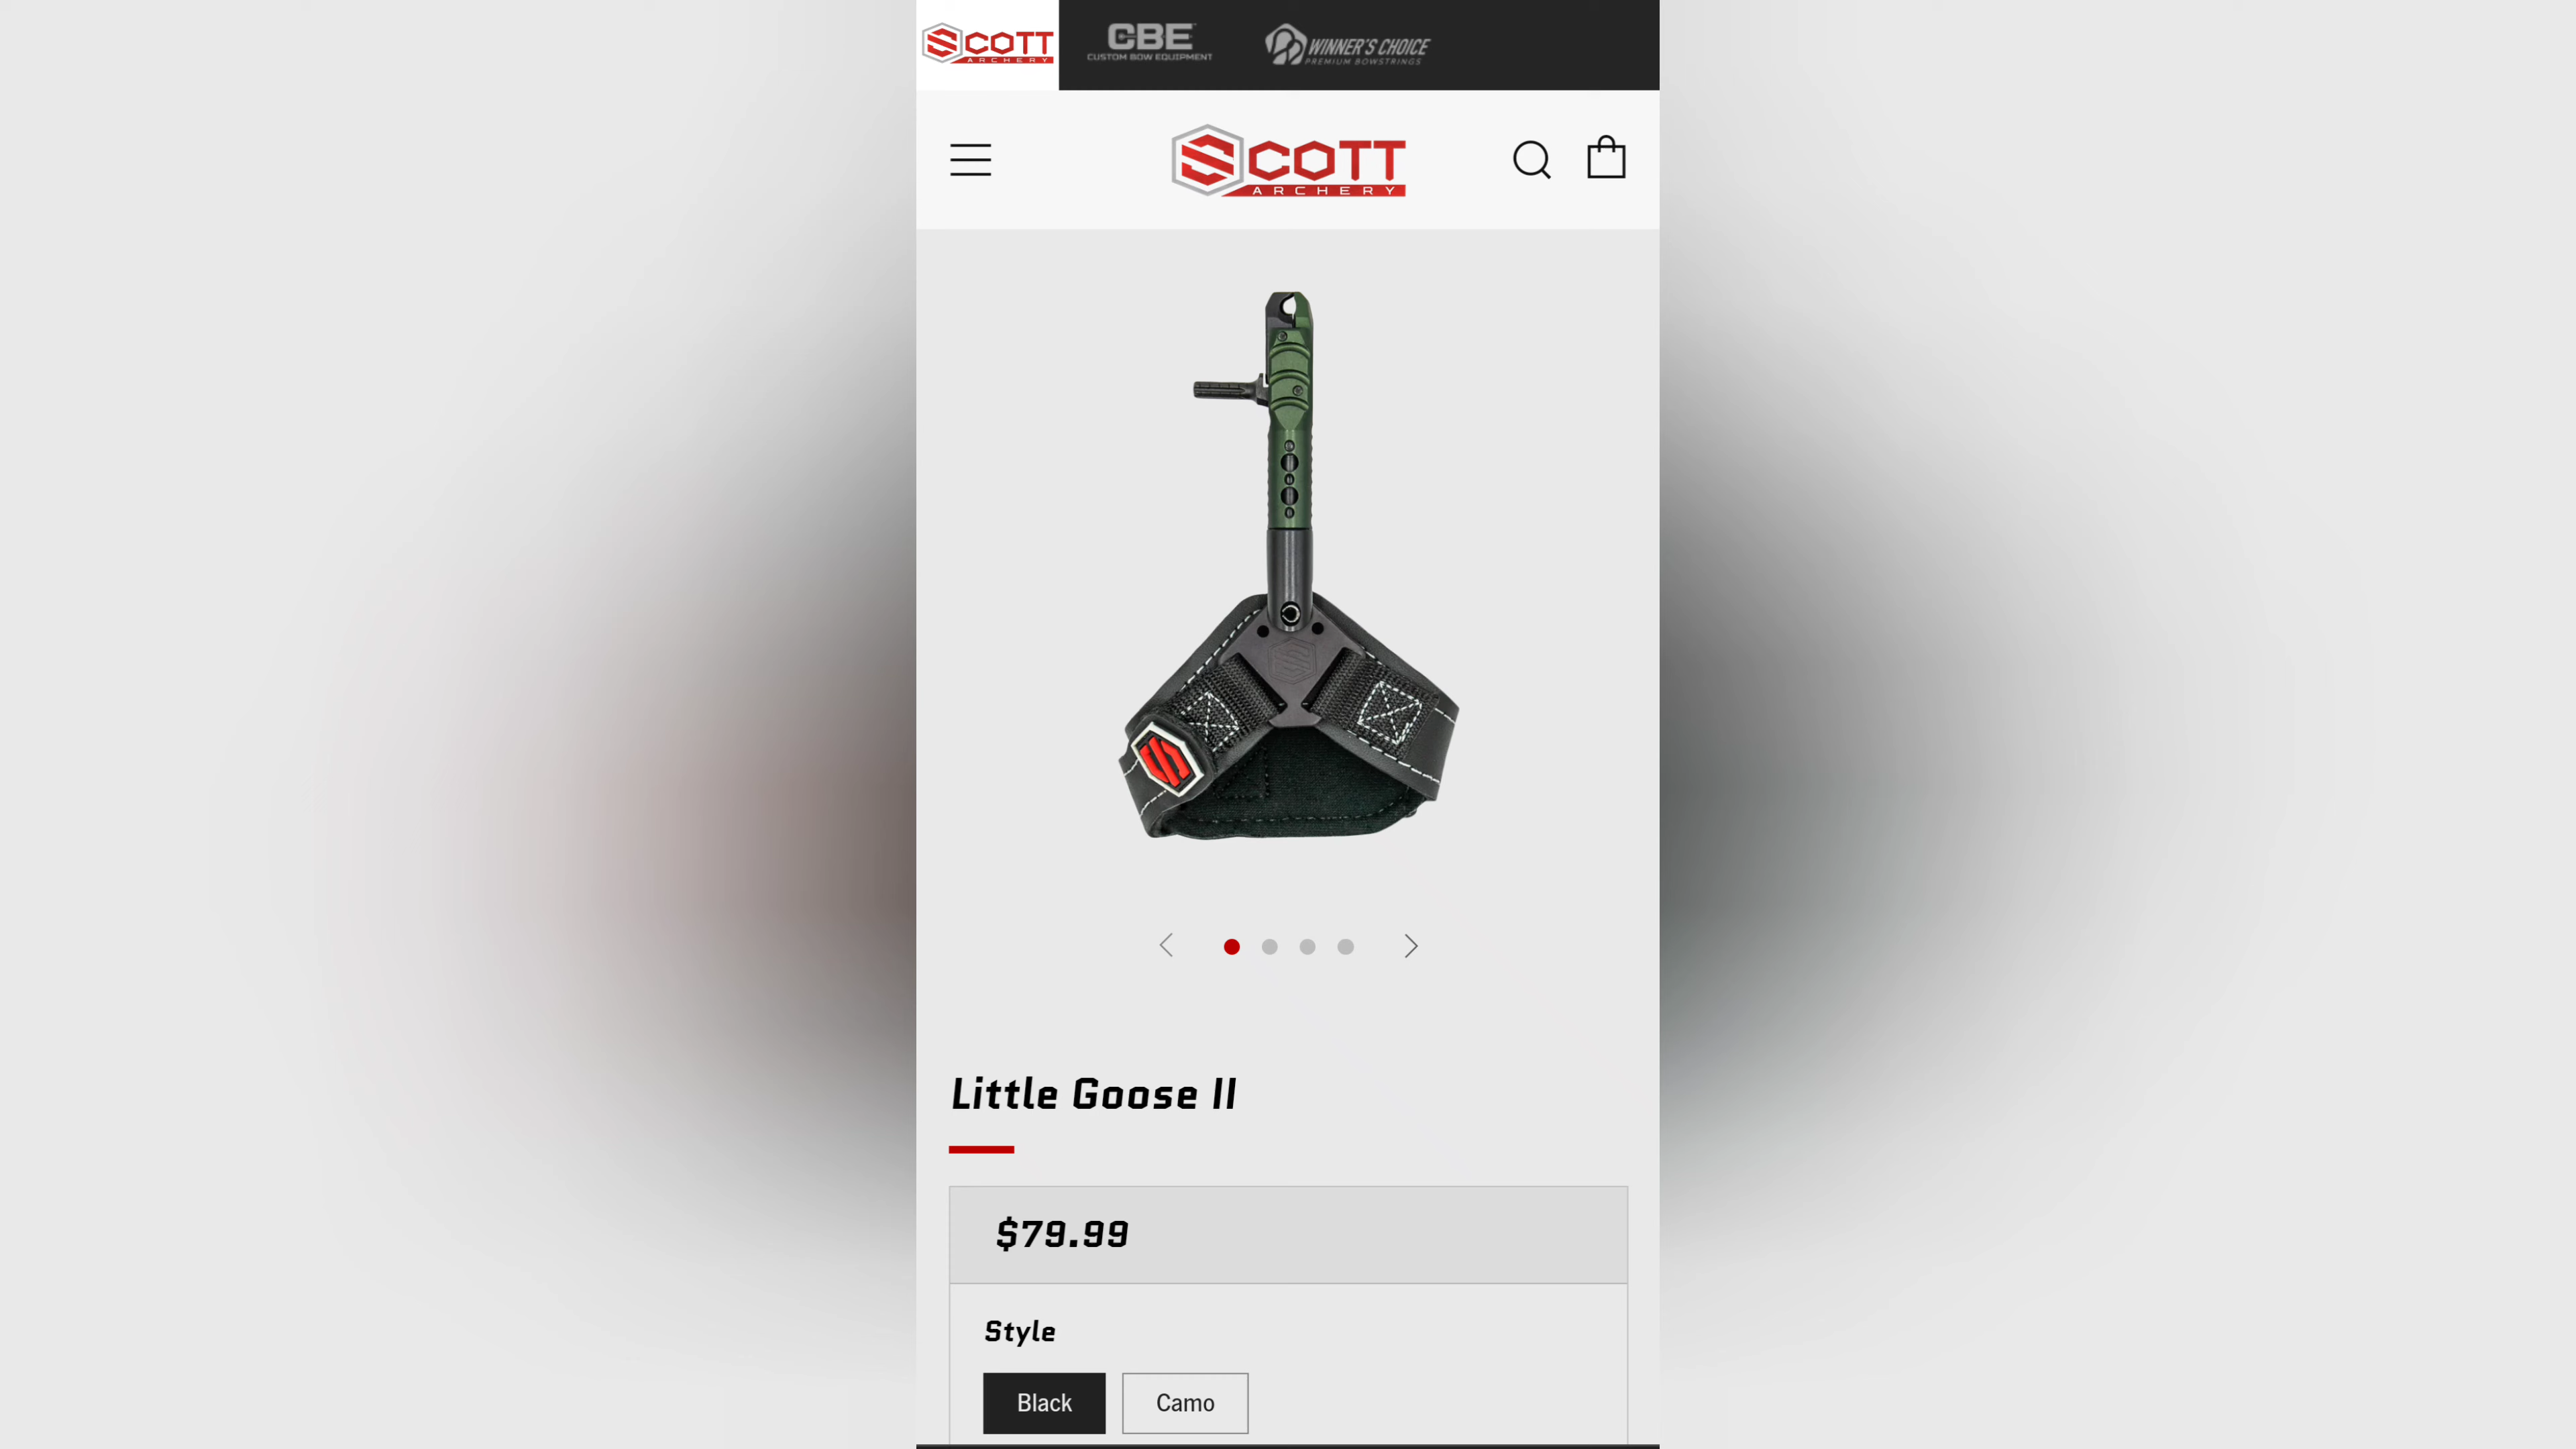 SCOTT
ARCHERY
CBE
CUSTOM BOW EQUIPMENT
WINNER'S CHOICE
PREMIUM BOWSTRINGS
SCOTT
ARCHERY
Little Goose II
$79.99
Style
Black
Camo